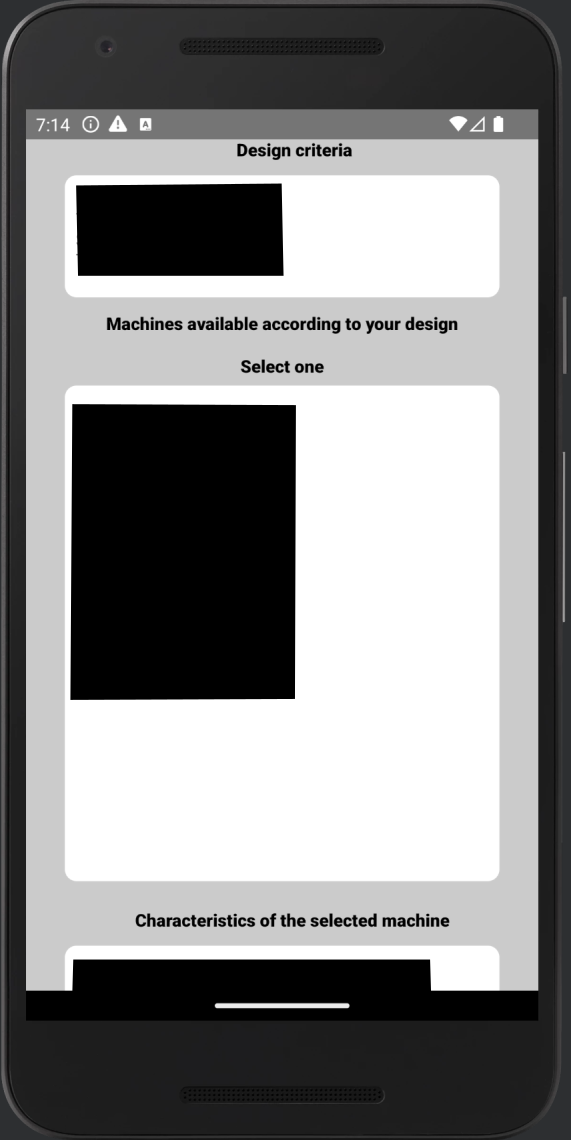 7:14
Design criteria
Machines available according to your design
Select one
Characteristics of the selected machine